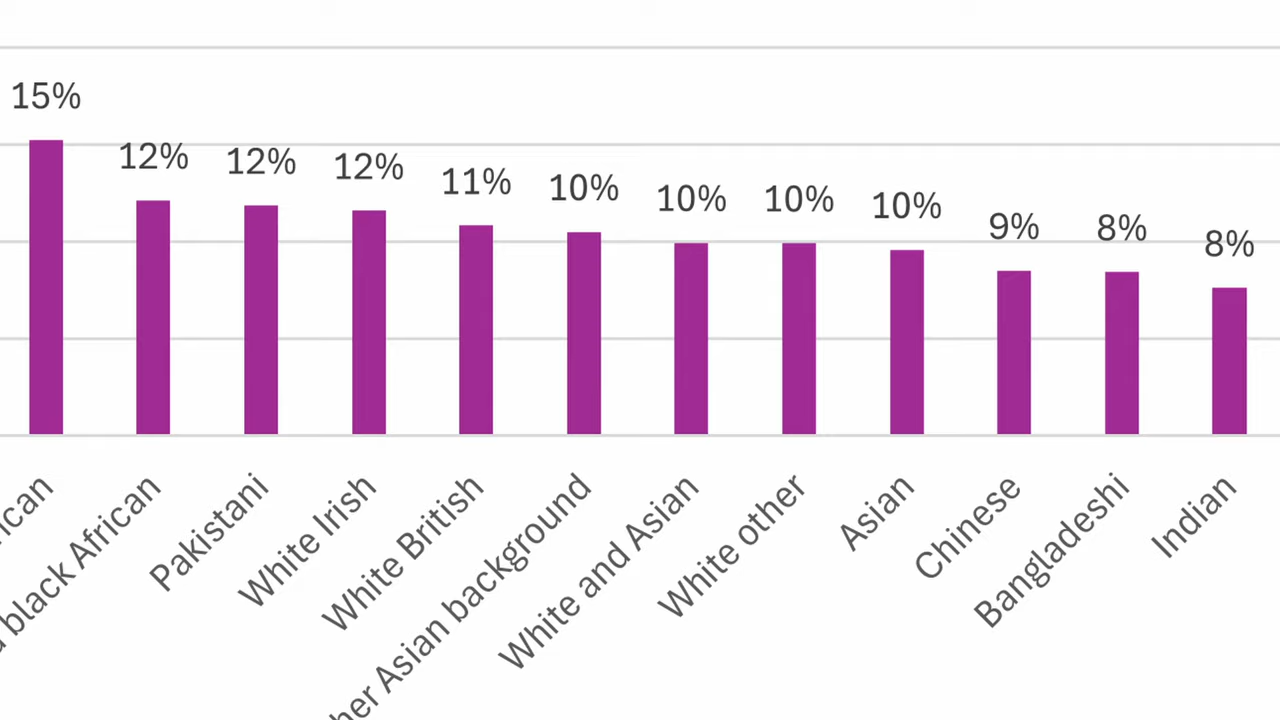 15%
12%
12%
12%
11%
10%
10%
10%
10%
9%
8%
8%
black African
Pakistani
White Irish
White British
Asian background
White and Asian
White other
Asian
Chinese
Bangladeshi
Indian